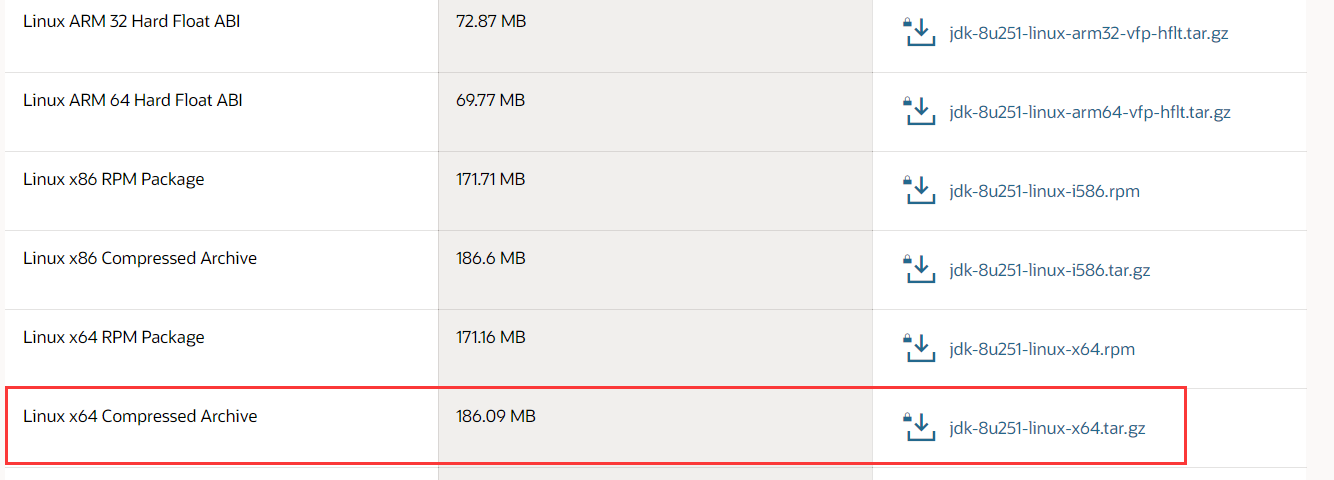 Linux ARM 32 Hard Float ABI 72.87 MB jdk-8u251-linux-arm32-vfp-hflt.tar.gz
Linux ARM 64 Hard Float ABI 69.77 MB jdk-8u251-linux-arm64-vfp-hflt.tar.gz
Linux x86 RPM Package 171.71 MB jdk-8u251-linux-i586.rpm
Linux x86 Compressed Archive 186.6 MB jdk-8u251-linux-i586.tar.gz
Linux x64 RPM Package 171.16 MB jdk-8u251-linux-x64.rpm
Linux x64 Compressed Archive 186.09 MB jdk-8u251-linux-x64.tar.gz